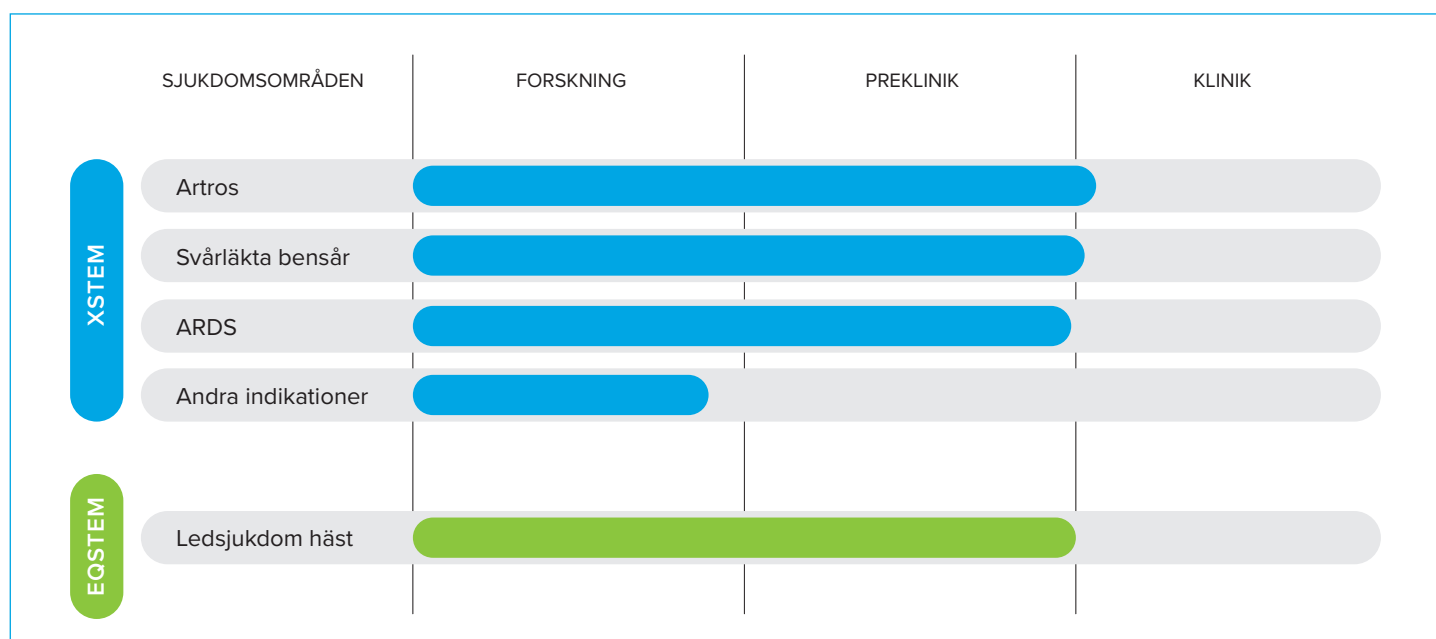 SJUKDOMSOMRÅDEN FORSKNING PREKLINIK KLINIK
XSTEM
Artros
Svårläkta bensår
ARDS
Andra indikationer
EQSTEM
Ledsjukdom häst